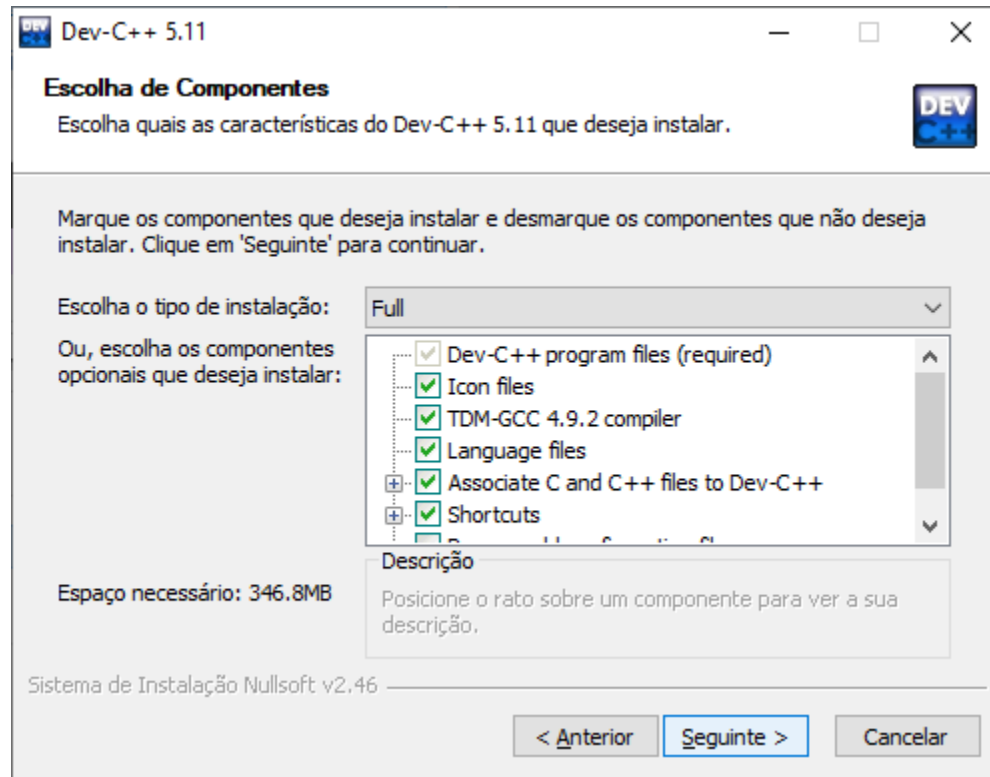 Dev-C++ 5.11
Escolha de Componentes
Escolha quais as características do Dev-C++ 5.11 que deseja instalar.
DEV
C++
Marque os componentes que deseja instalar e desmarque os componentes que não deseja
instalar. Clique em 'Seguinte' para continuar.
Escolha o tipo de instalação:
Full
Ou, escolha os componentes
opcionais que deseja instalar:
Dev-C++ program files (required)
Icon files
TDM-GCC 4.9.2 compiler
Language files
Associate C and C++ files to Dev-C++
Shortcuts
Espaço necessário: 346.8MB
Descrição
Posicione o rato sobre um componente para ver a sua
descrição.
Sistema de Instalação Nullsoft v2.46
< Anterior
Seguinte >
Cancelar